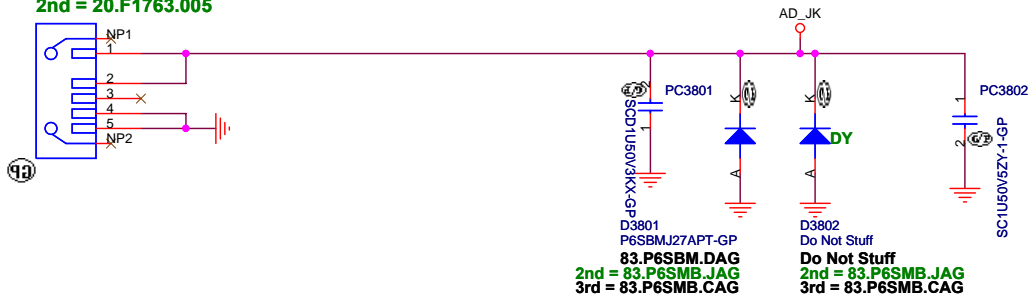 2nd = 20.F1763.005
AD_JK
NP1
1
2
3
4
5
NP2
GP
2
PC3801
1
SCD1U50V3KX-GP
K
A
K
DY
A
1
PC3802
2
SC1U50V5ZY-1-GP
D3801
P6SBMJ27APT-GP
83.P6SBM.DAG
2nd = 83.P6SMB.JAG
3rd = 83.P6SMB.CAG
D3802
Do Not Stuff
Do Not Stuff
2nd = 83.P6SMB.JAG
3rd = 83.P6SMB.CAG